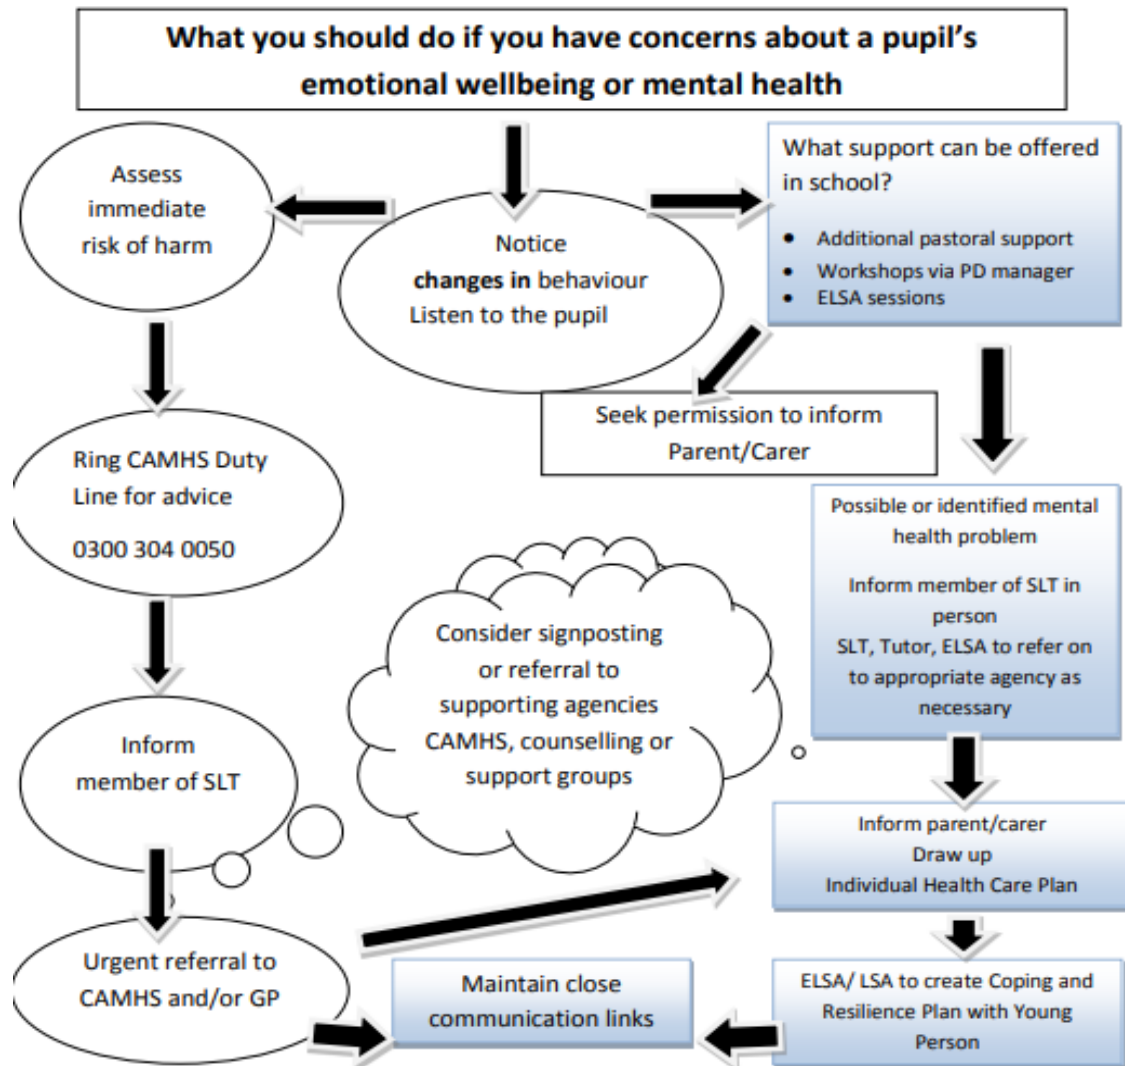 What you should do if you have concerns about a pupil's
emotional wellbeing or mental health
Assess
immediate
risk of harm
Notice
changes in behaviour
Listen to the pupil
What support can be offered
in school?
• Additional pastoral support
• Workshops via PD manager
• ELSA sessions
Seek permission to inform
Parent/Carer
Ring CAMHS Duty
Line for advice
0300 304 0050
Possible or identified mental
health problem
Inform member of SLT in
person
SLT, Tutor, ELSA to refer on
to appropriate agency as
necessary
Consider signposting
or referral to
supporting agencies
CAMHS, counselling or
support groups
Inform
member of SLT
Inform parent/carer
Draw up
Individual Health Care Plan
Urgent referral to
CAMHS and/or GP
Maintain close
communication links
ELSA/ LSA to create Coping and
Resilience Plan with Young
Person